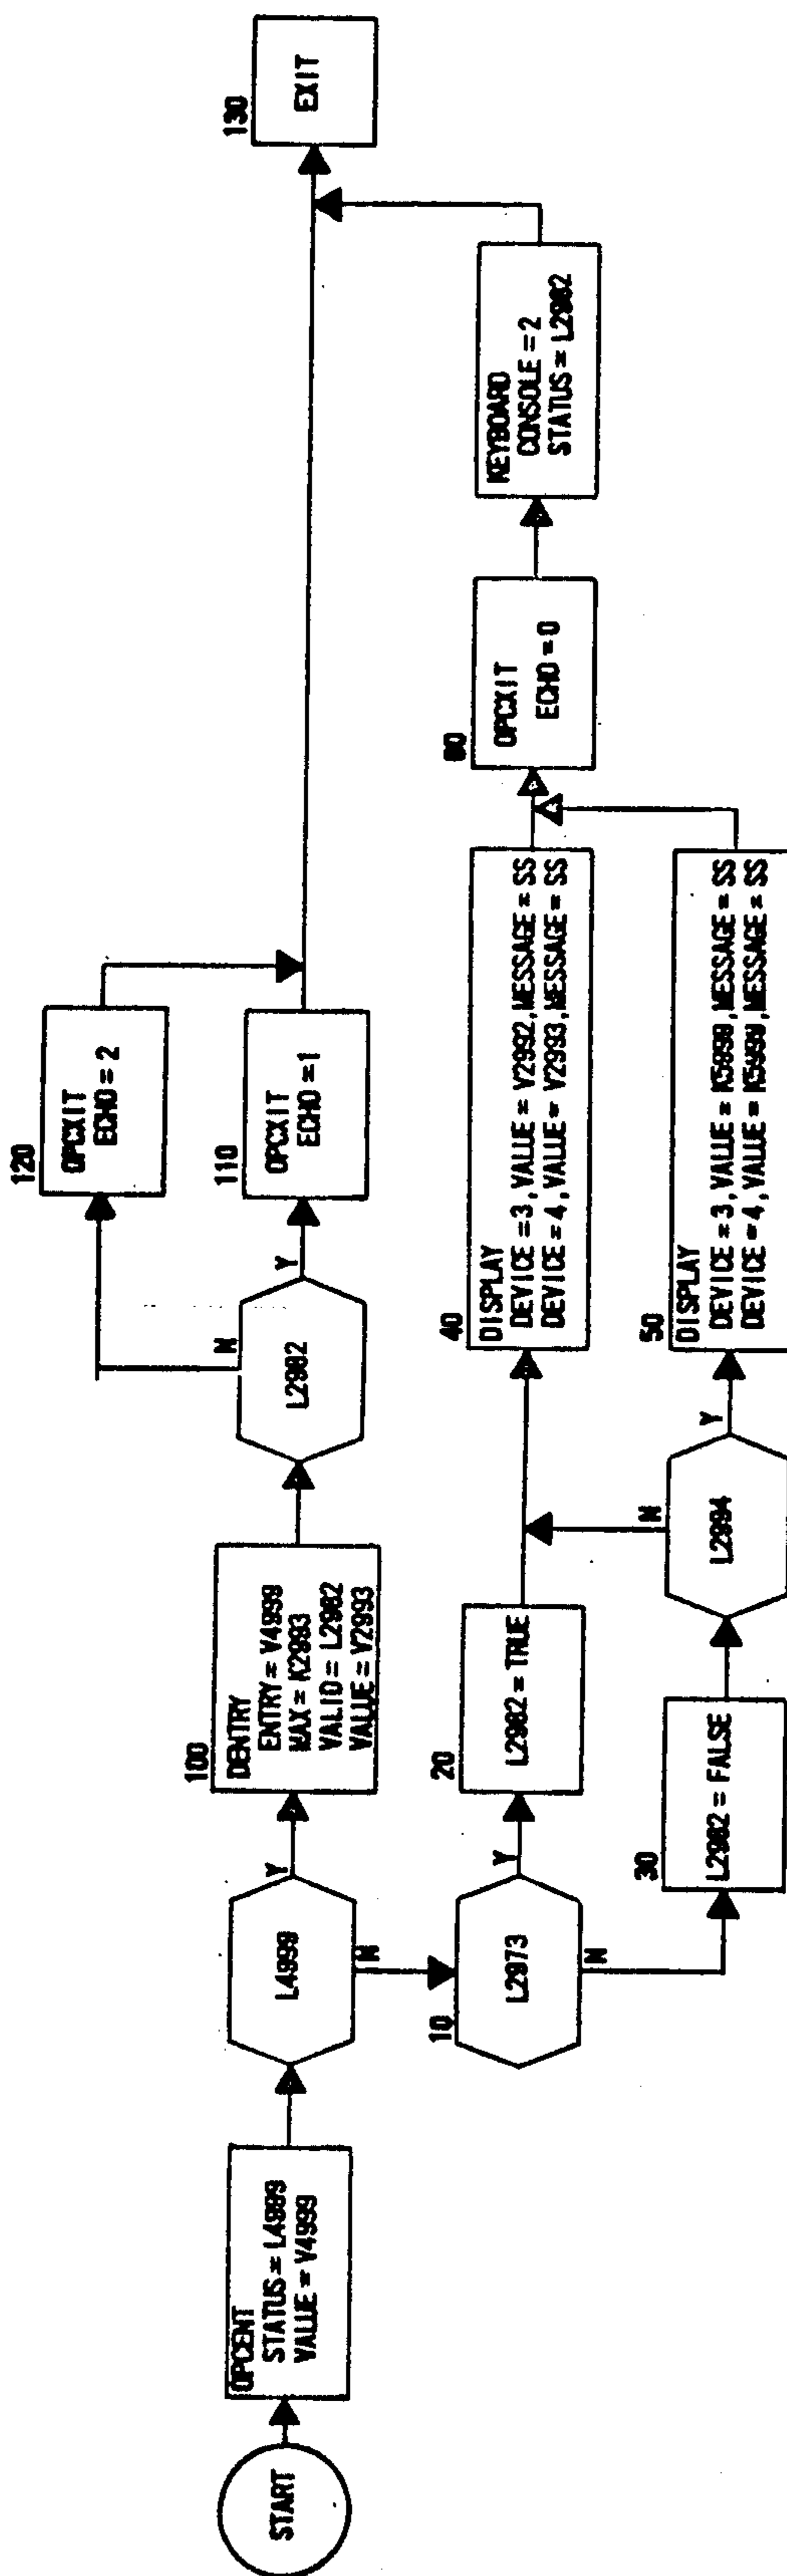 START
OPCENT
STATUS = L4999
VALUE = V4999
L4999
Y
N
100
DENTRY
ENTRY = V4999
MAX = K2993
VALID = L2982
VALUE = V2993
L2982
N
Y
120
OPCXIT
ECHO = 2
110
OPCXIT
ECHO = 1
130
EXIT
10
L2973
Y
N
20
L2982 = TRUE
30
L2982 = FALSE
L2994
N
Y
40
DISPLAY
DEVICE = 3, VALUE = V2992, MESSAGE = SS
DEVICE = 4, VALUE = V2993, MESSAGE = SS
50
DISPLAY
DEVICE = 3, VALUE = K5999, MESSAGE = SS
DEVICE = 4, VALUE = K5999, MESSAGE = SS
OPCXIT
ECHO = 0
KEYBOARD
CONSOLE = 2
STATUS = L2982